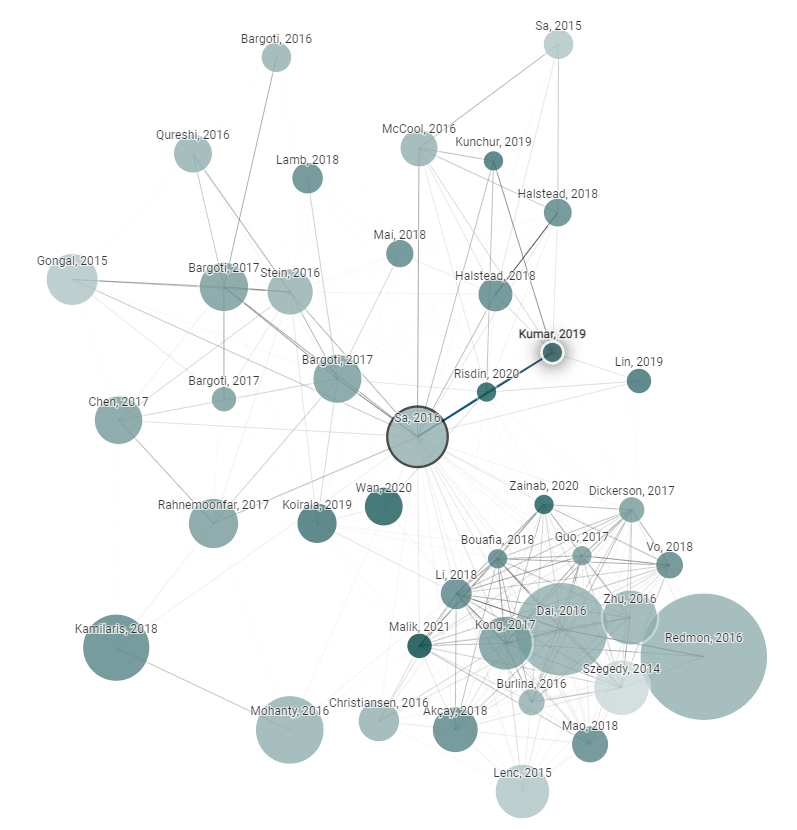 Sa, 2015
Bargoti, 2016
McCool, 2016
Qureshi, 2016
Kunchur, 2019
Lamb, 2018
Halstead, 2018
Mai, 2018
Gongal, 2015
Bargoti, 2017
Stein, 2016
Halstead, 2018
Kumar, 2019
Bargoti, 2017
Lin, 2019
Risdin, 2020
Bargoti, 2017
Chen, 2017
Sa, 2016
Wan, 2020
Zainab, 2020
Dickerson, 2017
Rahnemoonfar, 2017
Koirala, 2019
Bouafia, 2018
Guo, 2017
Vo, 2018
Li, 2018
Zhu, 2016
Dai, 2016
Kong, 2017
Malik, 2021
Kamilaris, 2018
Redmon, 2016
Szegedy, 2014
Burlina, 2016
Christiansen, 2016
Mohanty, 2016
Akçay, 2018
Mao, 2018
Lenc, 2015